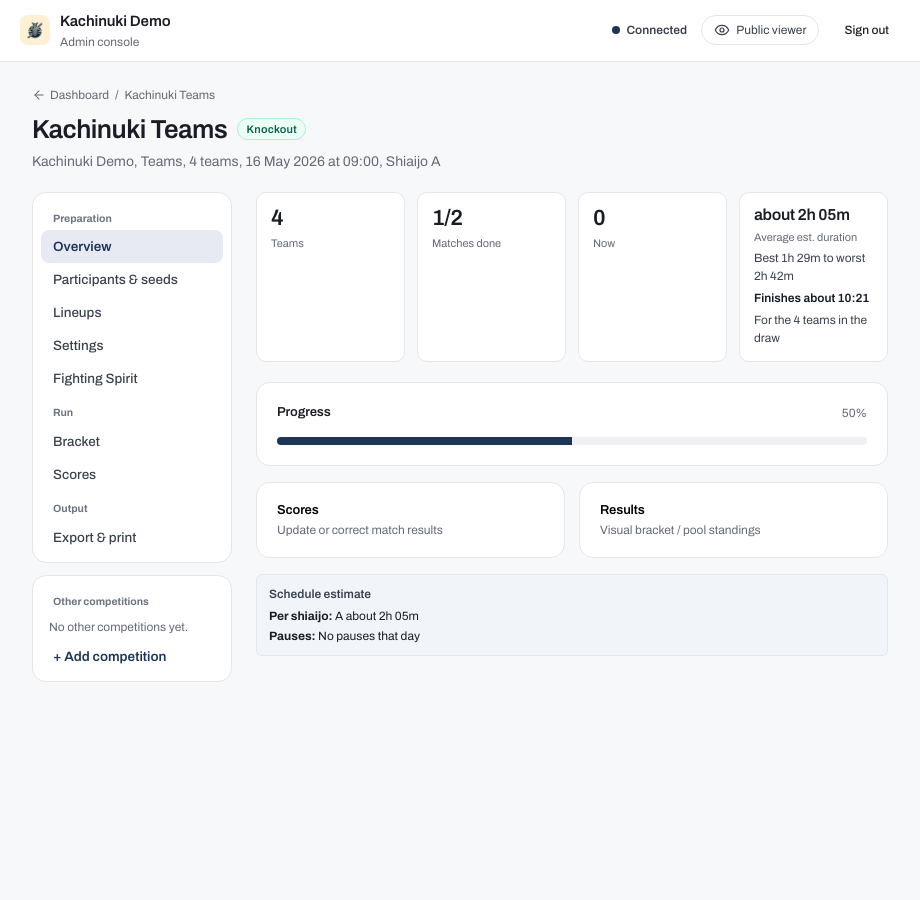 Kachinuki Demo
Admin console
Connected
Public viewer
Sign out
Dashboard / Kachinuki Teams
Kachinuki Teams
Knockout
Kachinuki Demo, Teams, 4 teams, 16 May 2026 at 09:00, Shiaijo A
Preparation
Overview
Participants & seeds
Lineups
Settings
Fighting Spirit
Run
Bracket
Scores
Output
Export & print
Other competitions
No other competitions yet.
+ Add competition
4
Teams
1/2
Matches done
0
Now
about 2h 05m
Average est. duration
Best 1h 29m to worst
2h 42m
Finishes about 10:21
For the 4 teams in the
draw
Progress
50%
Scores
Update or correct match results
Results
Visual bracket / pool standings
Schedule estimate
Per shiaijo: A about 2h 05m
Pauses: No pauses that day